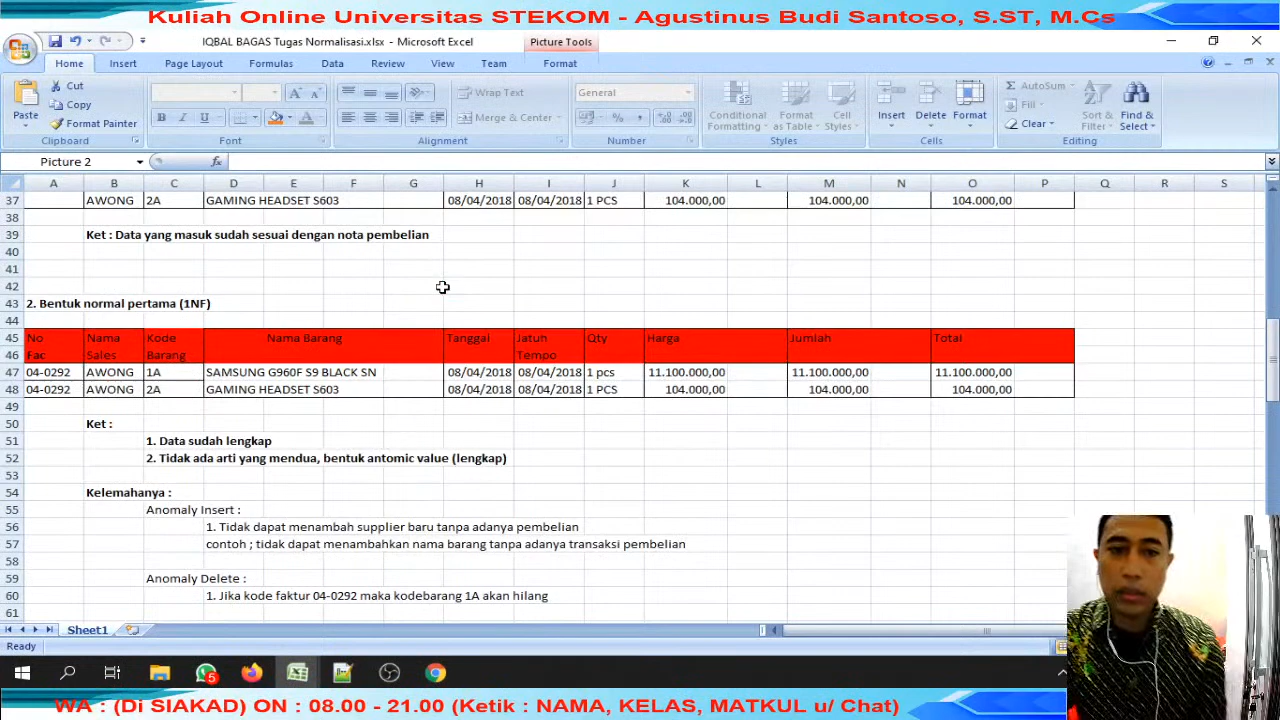 Kuliah Online Universitas STEKOM - Agustinus Budi Santoso, S.ST, M.Cs
IQBAL BAGAS Tugas Normalisasi.xlsx - Microsoft Excel
Picture Tools
Home Insert Page Layout Formulas Data Review View Team Format
Paste
Cut
Copy
Format Painter
Clipboard
B I U A A A
Font
Wrap Text
Merge & Center
Alignment
General
% ,
Number
Conditional Formatting
Format as Table
Cell Styles
Styles
Insert
Delete
Format
Cells
Σ AutoSum
Fill
Clear
Sort & Filter
Find & Select
Editing
Picture 2
fx
A B C D E F G H I J K L M N O P Q R S
37 AWONG 2A GAMING HEADSET S603 08/04/2018 08/04/2018 1 PCS 104.000,00 104.000,00 104.000,00
38
39 Ket : Data yang masuk sudah sesuai dengan nota pembelian
40
41
42
43 2. Bentuk normal pertama (1NF)
44
45 No Nama Kode Nama Barang Tanggal Jatuh Qty Harga Jumlah Total
46 Fac Sales Barang Tempo
47 04-0292 AWONG 1A SAMSUNG G960F S9 BLACK SN 08/04/2018 08/04/2018 1 pcs 11.100.000,00 11.100.000,00 11.100.000,00
48 04-0292 AWONG 2A GAMING HEADSET S603 08/04/2018 08/04/2018 1 PCS 104.000,00 104.000,00 104.000,00
49
50 Ket :
51 1. Data sudah lengkap
52 2. Tidak ada arti yang mendua, bentuk antomic value (lengkap)
53
54 Kelemahanya :
55 Anomaly Insert :
56 1. Tidak dapat menambah supplier baru tanpa adanya pembelian
57 contoh ; tidak dapat menambahkan nama barang tanpa adanya transaksi pembelian
58
59 Anomaly Delete :
60 1. Jika kode faktur 04-0292 maka kodebarang 1A akan hilang
61
Sheet1
Ready
5
WA : (Di SIAKAD) ON : 08.00 - 21.00 (Ketik : NAMA, KELAS, MATKUL u/ Chat)